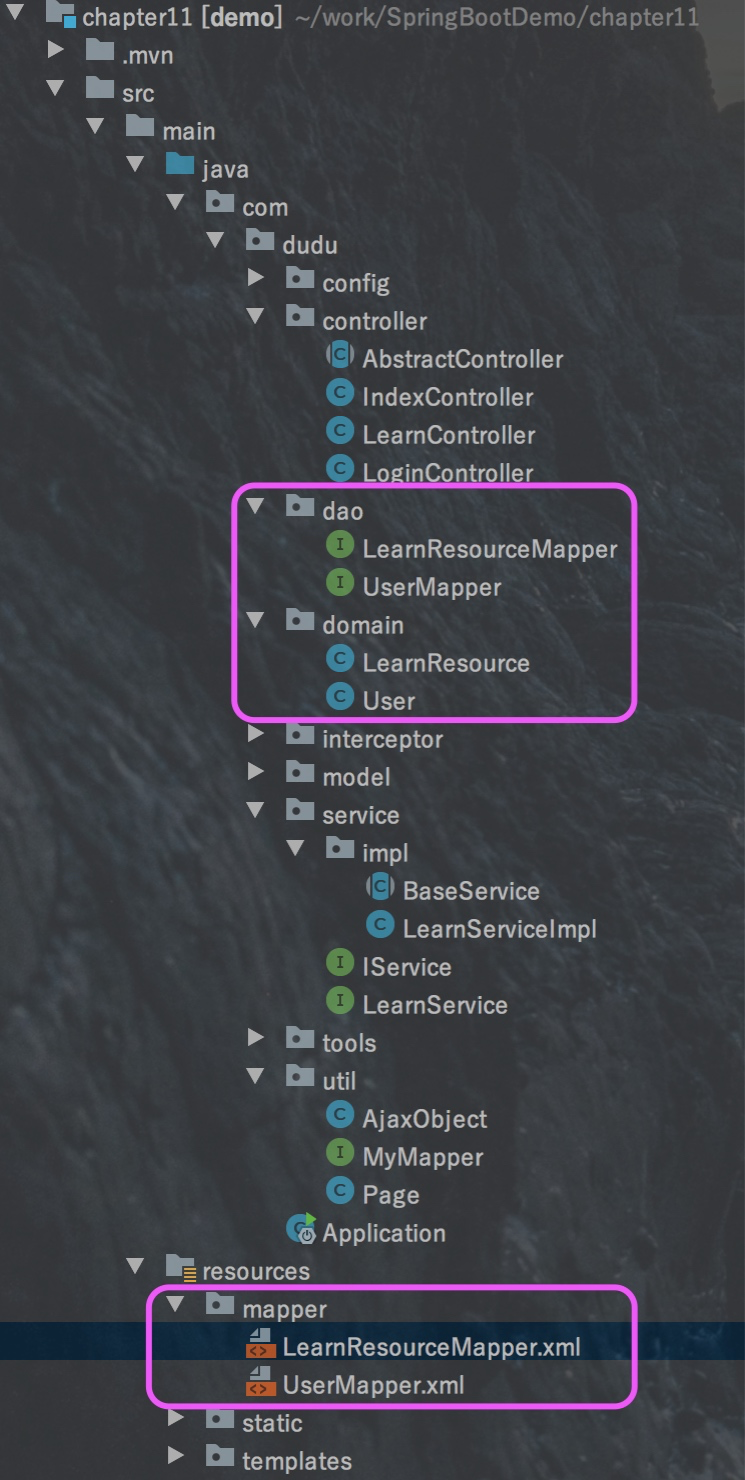 chapter11 [demo] ~/work/SpringBootDemo/chapter11
.mvn
src
main
java
com
dudu
config
controller
AbstractController
IndexController
LearnController
LoginController
dao
LearnResourceMapper
UserMapper
domain
LearnResource
User
interceptor
model
service
impl
BaseService
LearnServiceImpl
IService
LearnService
tools
util
AjaxObject
MyMapper
Page
Application
resources
mapper
LearnResourceMapper.xml
UserMapper.xml
static
templates